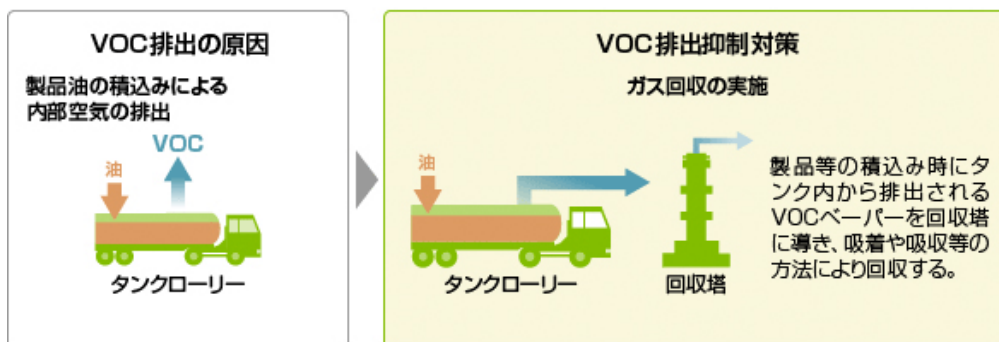 VOC排出の原因
製品油の積込みによる
内部空気の排出
VOC
油
タンクローリー
VOC排出抑制対策
ガス回収の実施
油
タンクローリー
回収塔
製品等の積込み時にタ
ンク内から排出される
VOCベーパーを回収塔
に導き、吸着や吸収等の
方法により回収する。